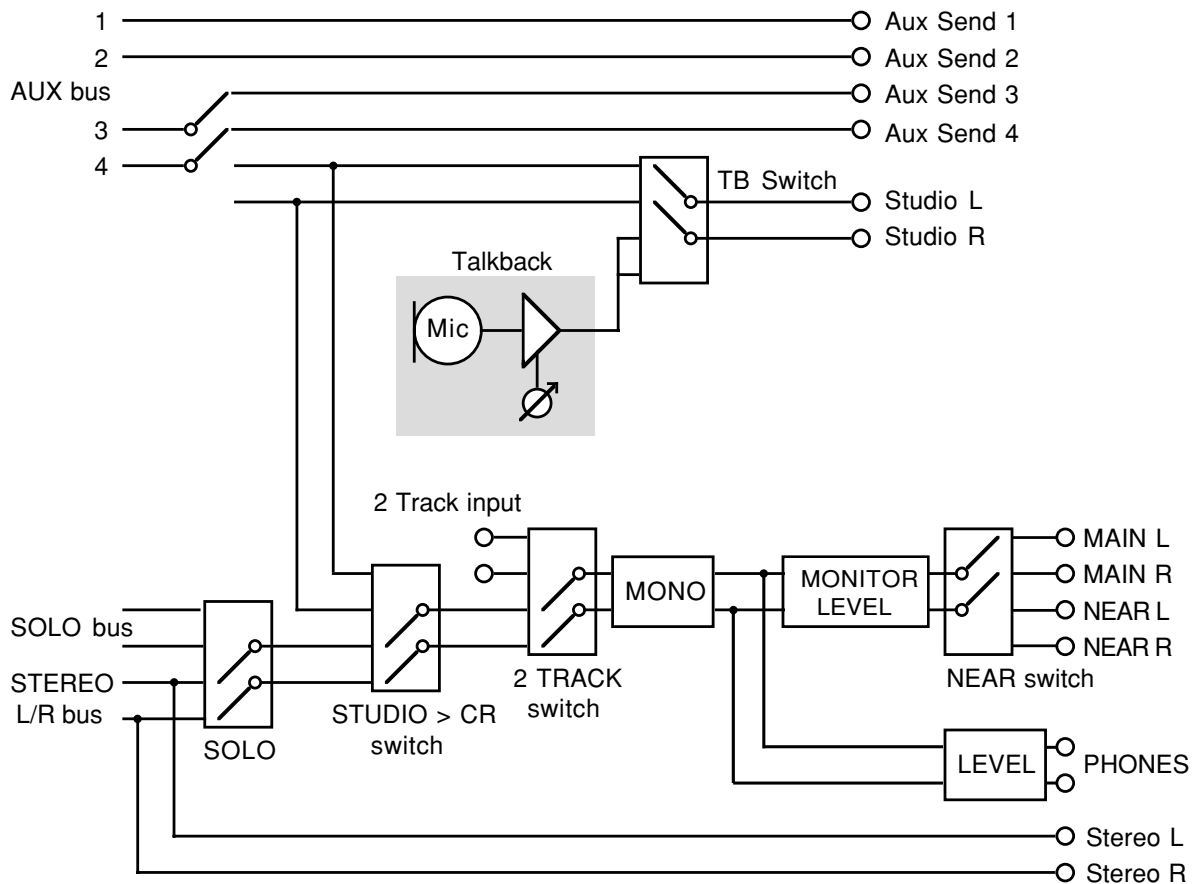 1 Aux Send 1
2 Aux Send 2
AUX bus Aux Send 3
3 Aux Send 4
4
TB Switch
Studio L
Studio R
Talkback
Mic
2 Track input
MAIN L
MONO MONITOR MAIN R
LEVEL
SOLO bus NEAR L
NEAR R
STEREO 2 TRACK NEAR switch
L/R bus STUDIO > CR switch
SOLO switch
LEVEL PHONES
Stereo L
Stereo R